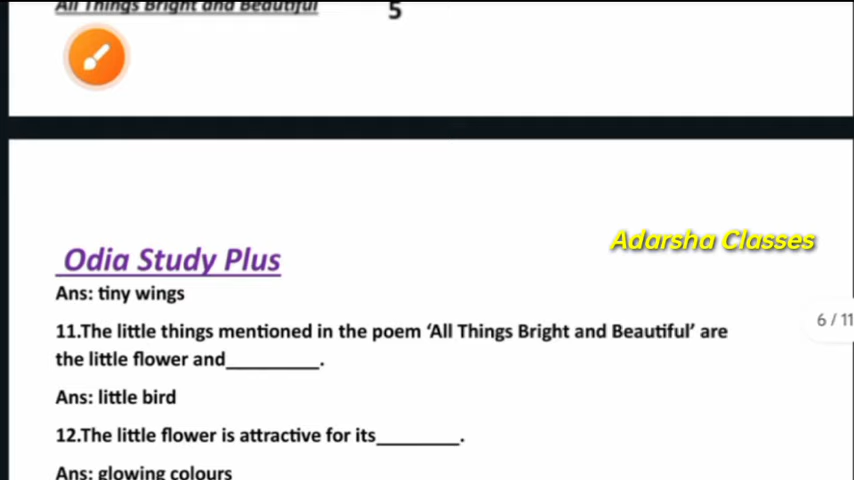 All Things Bright and Beautiful 5
Adarsha Classes
Odia Study Plus
Ans: tiny wings
6 / 11
11.The little things mentioned in the poem ‘All Things Bright and Beautiful’ are
the little flower and_________.
Ans: little bird
12.The little flower is attractive for its________.
Ans: glowing colours